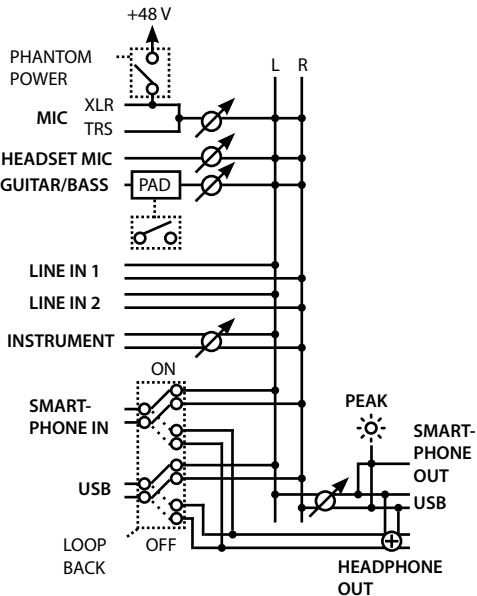 +48 V
PHANTOM
POWER
L R
MIC
XLR
TRS
HEADSET MIC
GUITAR/BASS
PAD
LINE IN 1
LINE IN 2
INSTRUMENT
ON
SMART-
PHONE IN
PEAK
SMART-
PHONE
OUT
USB
USB
LOOP
BACK
OFF
HEADPHONE
OUT